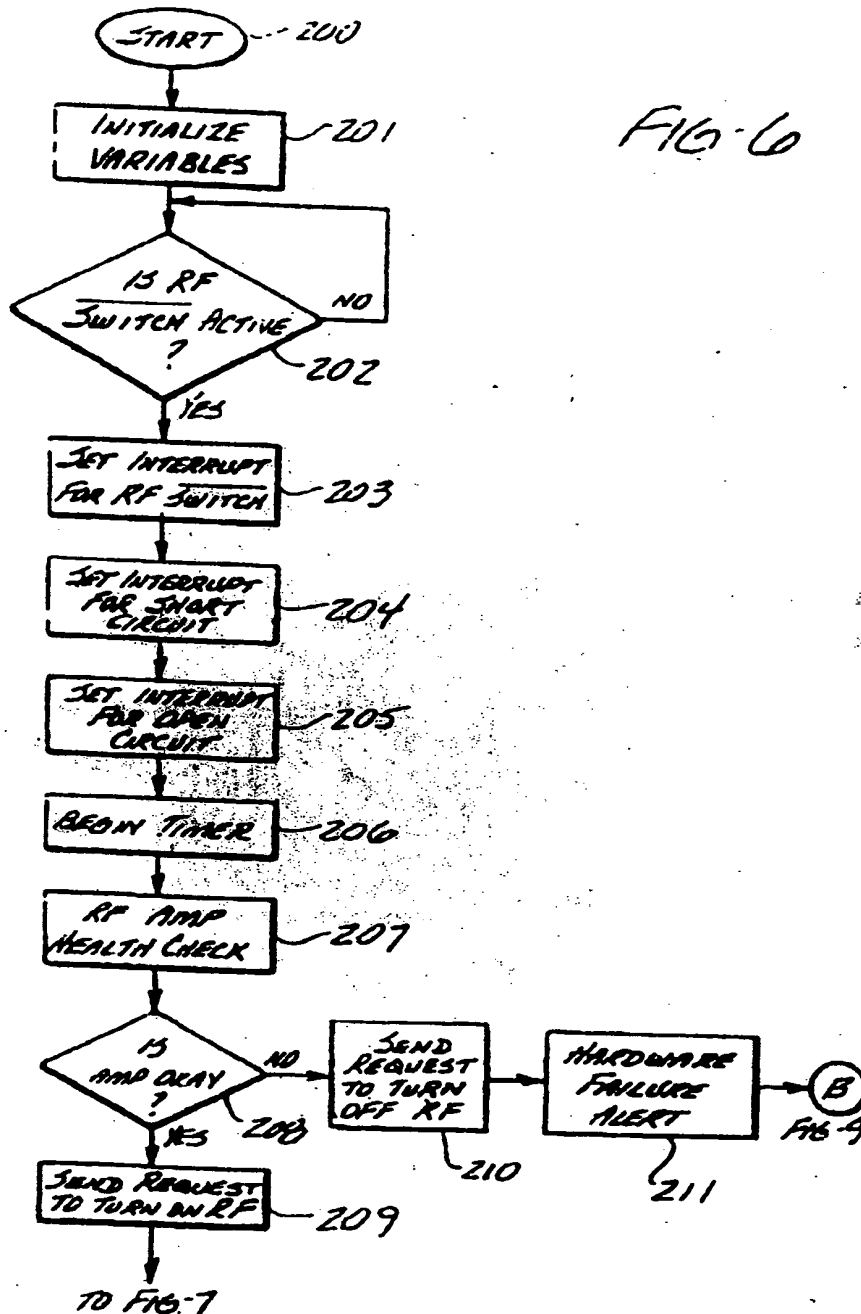 START
200
INITIALIZE
VARIABLES
201
FIG-6
IS RF
SWITCH ACTIVE
?
NO
202
YES
SET INTERRUPT
FOR RF SWITCH
203
SET INTERRUPT
FOR SHORT
CIRCUIT
204
SET INTERRUPT
FOR OPEN
CIRCUIT
205
BEGIN TIMER
206
RF AMP
HEALTH CHECK
207
IS
AMP OKAY
?
NO
208
YES
SEND REQUEST
TO TURN ON RF
209
SEND
REQUEST
TO TURN
OFF RF
210
HARDWARE
FAILURE
ALERT
211
B
FIG-9
TO FIG-7